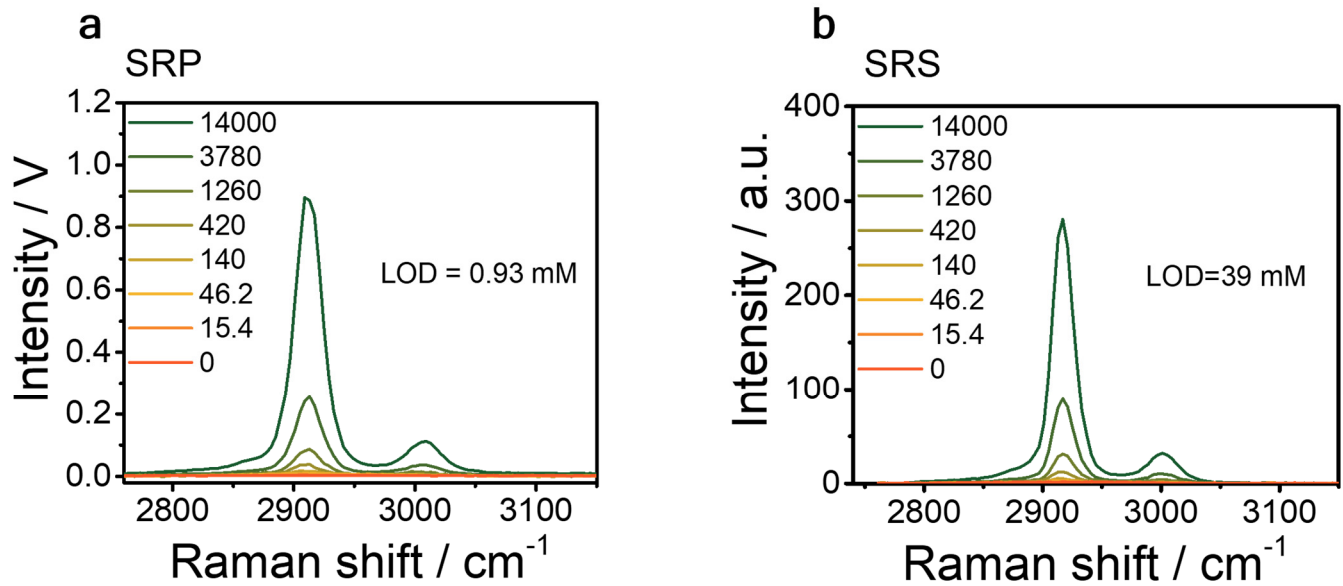 a
SRP
Intensity / V
1.2
1.0
0.8
0.6
0.4
0.2
0.0
14000
3780
1260
420
140
46.2
15.4
0
LOD = 0.93 mM
2800 2900 3000 3100
Raman shift / cm⁻¹
b
SRS
Intensity / a.u.
400
300
200
100
0
14000
3780
1260
420
140
46.2
15.4
0
LOD=39 mM
2800 2900 3000 3100
Raman shift / cm⁻¹